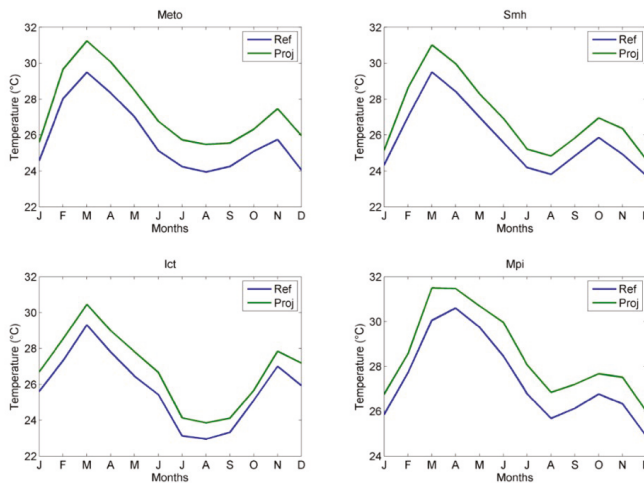 Meto
Temperature (°C)
32
30
28
26
24
22
J F M A M J J A S O N D
Months
Ref
Proj
Smh
Temperature (°C)
32
30
28
26
24
22
J F M A M J J A S O N D
Months
Ref
Proj
Ict
Temperature (°C)
32
30
28
26
24
22
J F M A M J J A S O N D
Months
Ref
Proj
Mpi
Temperature (°C)
32
30
28
26
24
J F M A M J J A S O N D
Months
Ref
Proj